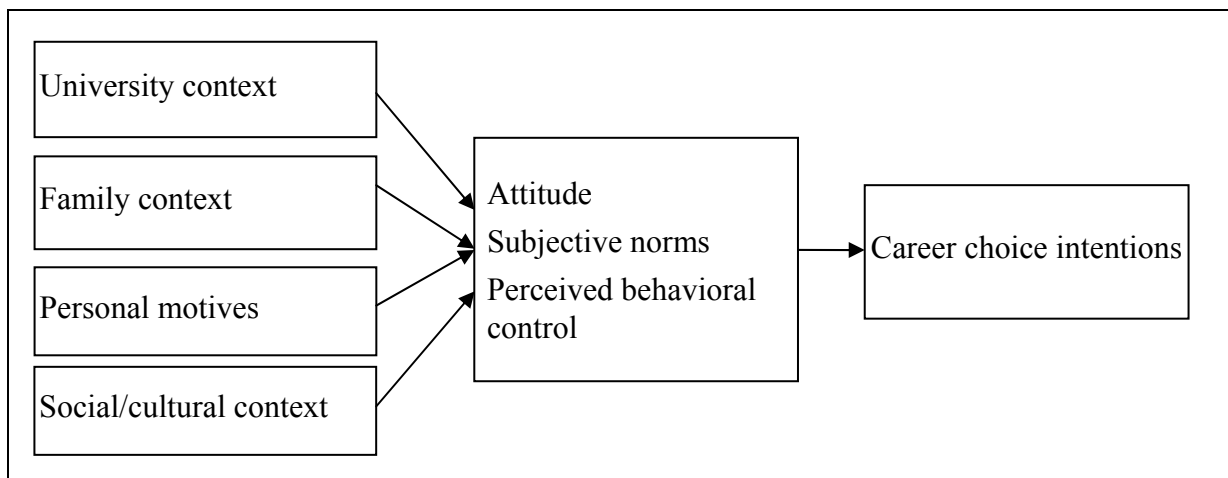 University context
Family context
Personal motives
Social/cultural context
Attitude
Subjective norms
Perceived behavioral
control
Career choice intentions